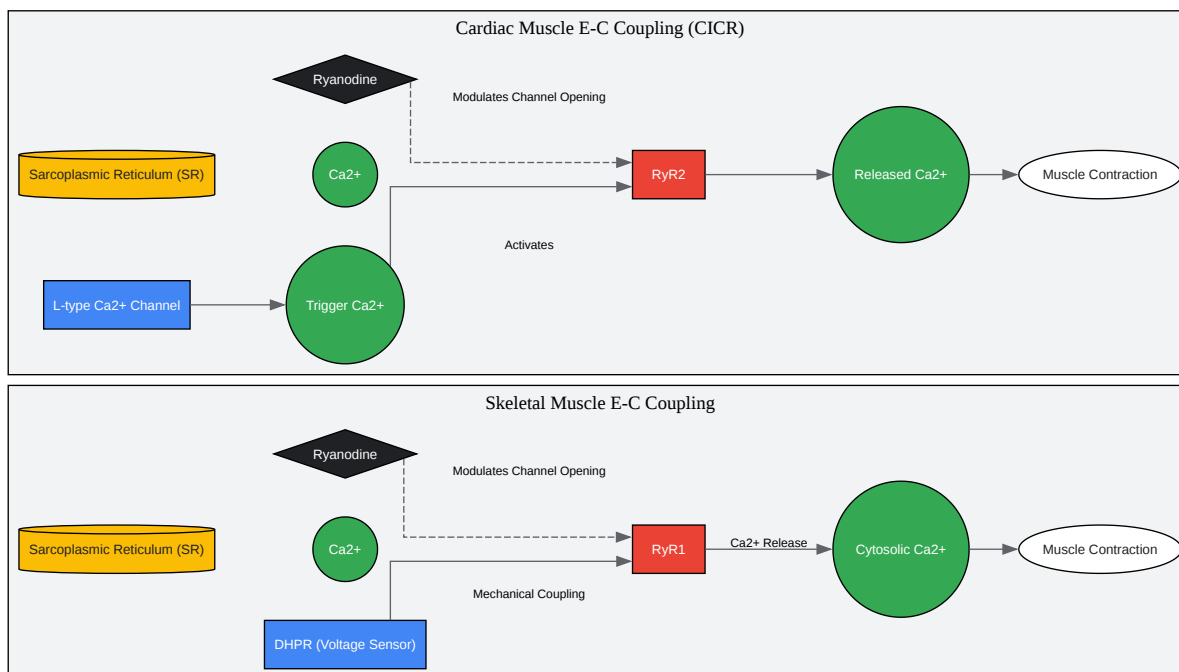 Cardiac Muscle E-C Coupling (CICR)
Ryanodine
Modulates Channel Opening
Sarcoplasmic Reticulum (SR)
Ca2+
RyR2
Released Ca2+
Muscle Contraction
Activates
L-type Ca2+ Channel
Trigger Ca2+
Skeletal Muscle E-C Coupling
Ryanodine
Modulates Channel Opening
Sarcoplasmic Reticulum (SR)
Ca2+
RyR1
Ca2+ Release
Cytosolic Ca2+
Muscle Contraction
Mechanical Coupling
DHPR (Voltage Sensor)